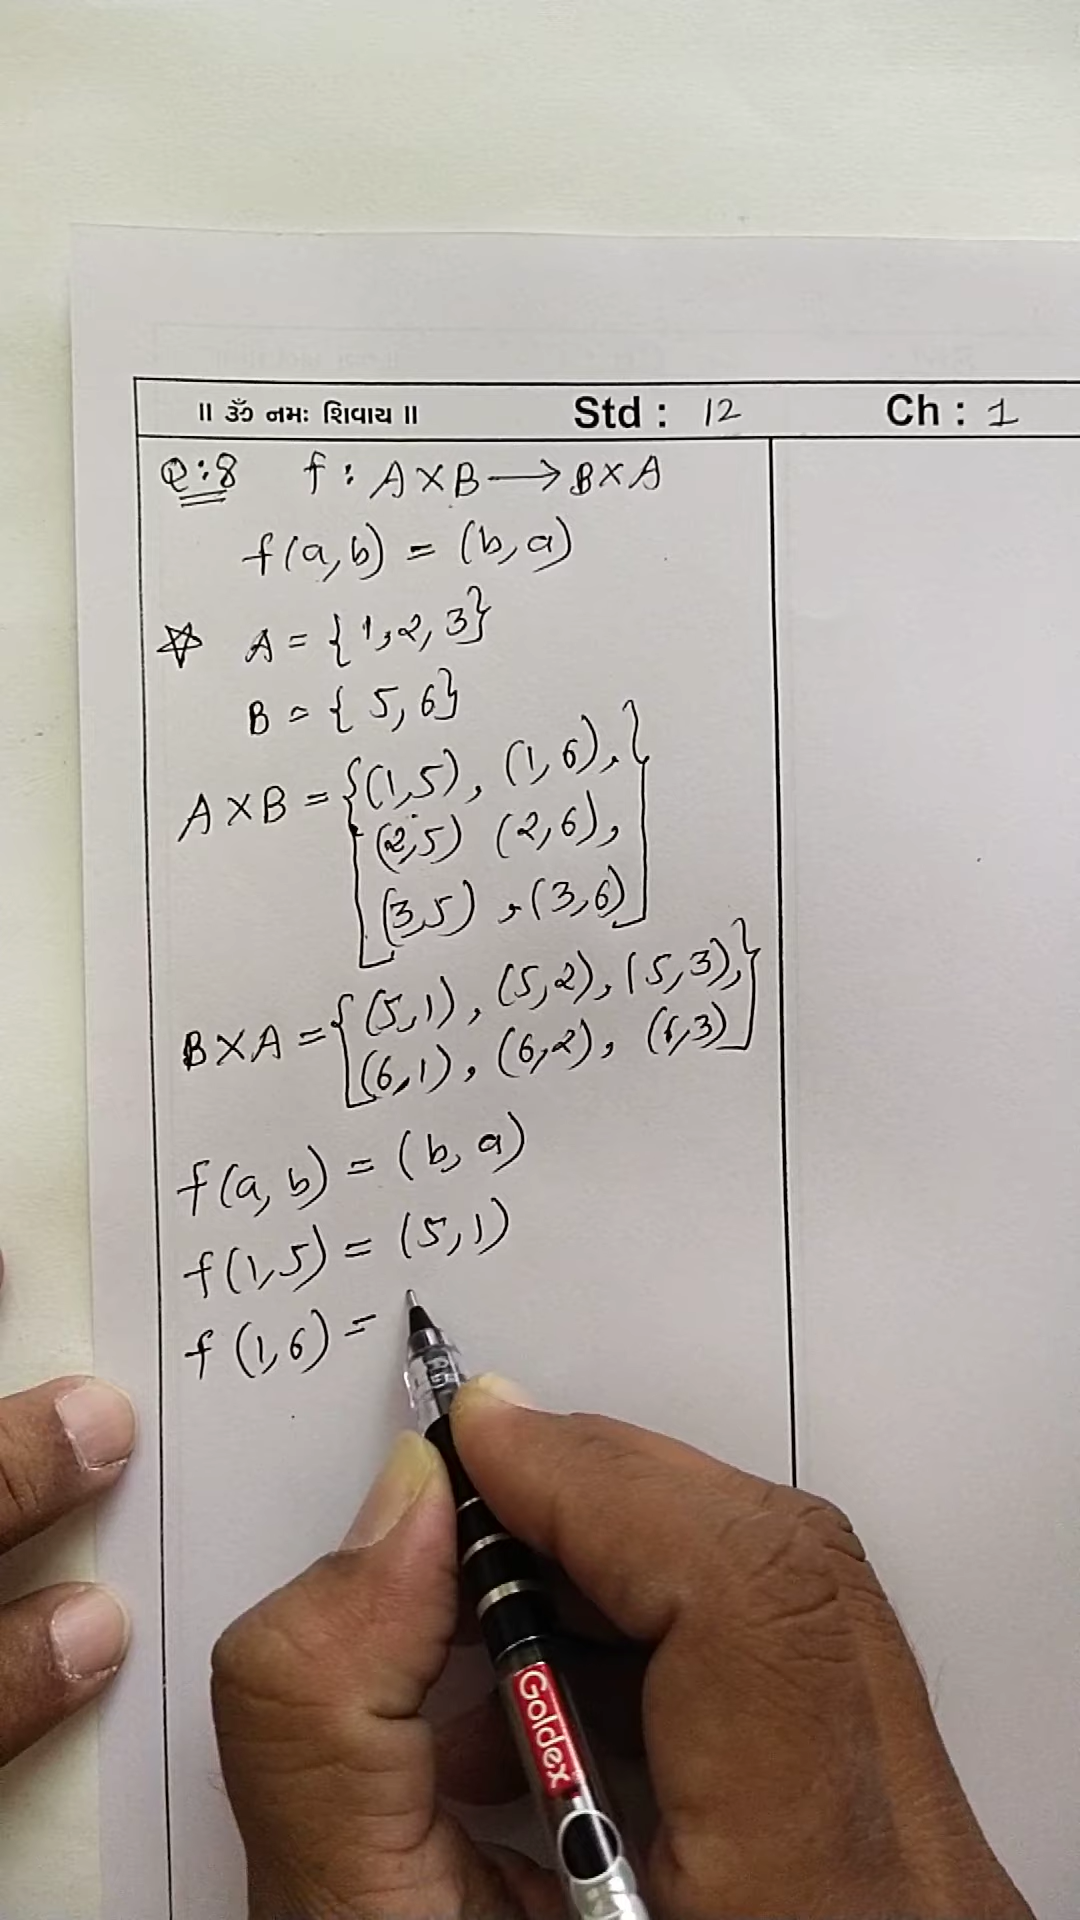 ॥ ૐ નમઃ શિવાય ॥ Std : 12 Ch : 1
Q:8 f : A×B → B×A
f(a,b) = (b,a)
☆ A = {1,2,3}
B = {5,6}
A×B = {(1,5), (1,6),
(2,5) (2,6),
(3,5), (3,6)}
B×A = {(5,1), (5,2), (5,3),
(6,1), (6,2), (6,3)}
f(a,b) = (b,a)
f(1,5) = (5,1)
f(1,6) =
Goldex